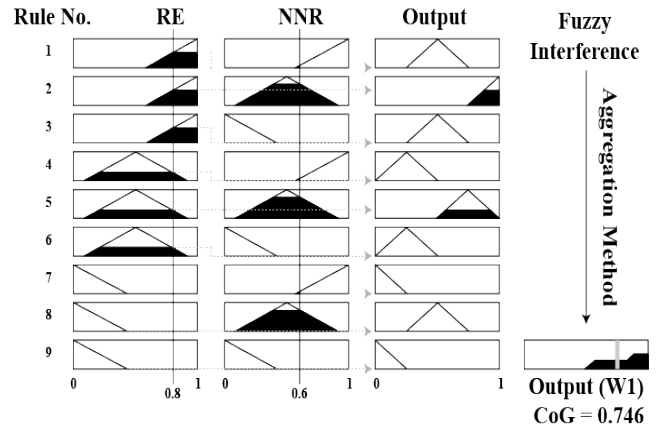 Rule No. RE NNR Output
Fuzzy
Interference
1
2
3
4
5
6
7
8
9
0 0.8 1
0 0.6 1
0 1
Aggregation Method
Output (W1)
CoG = 0.746